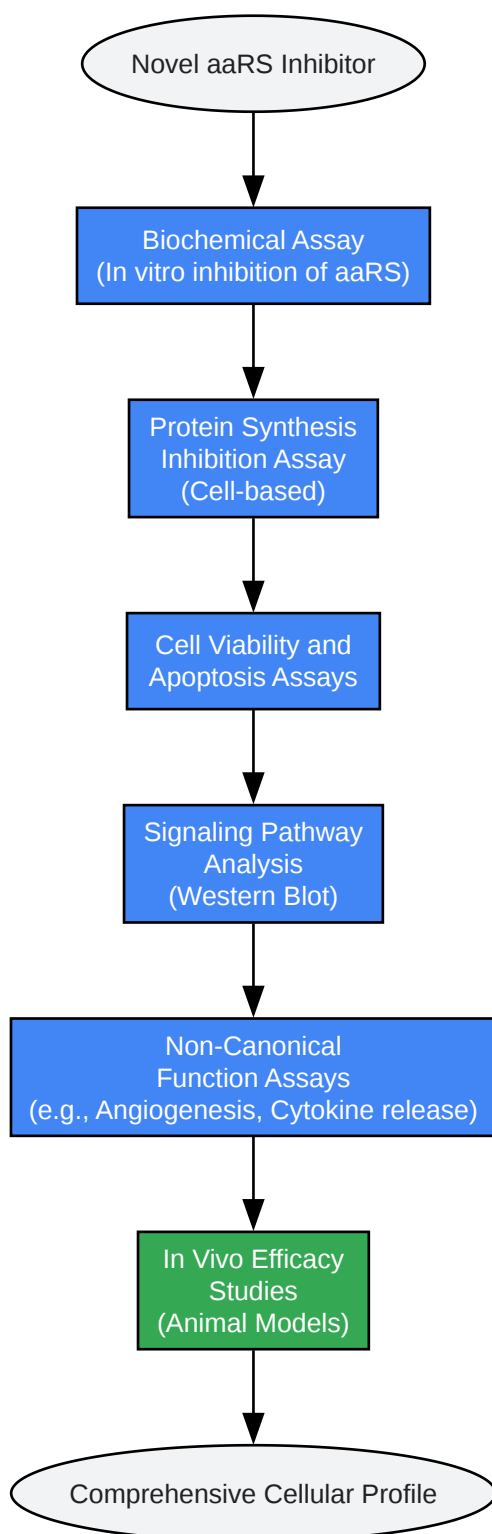 Novel aaRS Inhibitor
Biochemical Assay
(In vitro inhibition of aaRS)
Protein Synthesis
Inhibition Assay
(Cell-based)
Cell Viability and
Apoptosis Assays
Signaling Pathway
Analysis
(Western Blot)
Non-Canonical
Function Assays
(e.g., Angiogenesis, Cytokine release)
In Vivo Efficacy
Studies
(Animal Models)
Comprehensive Cellular Profile